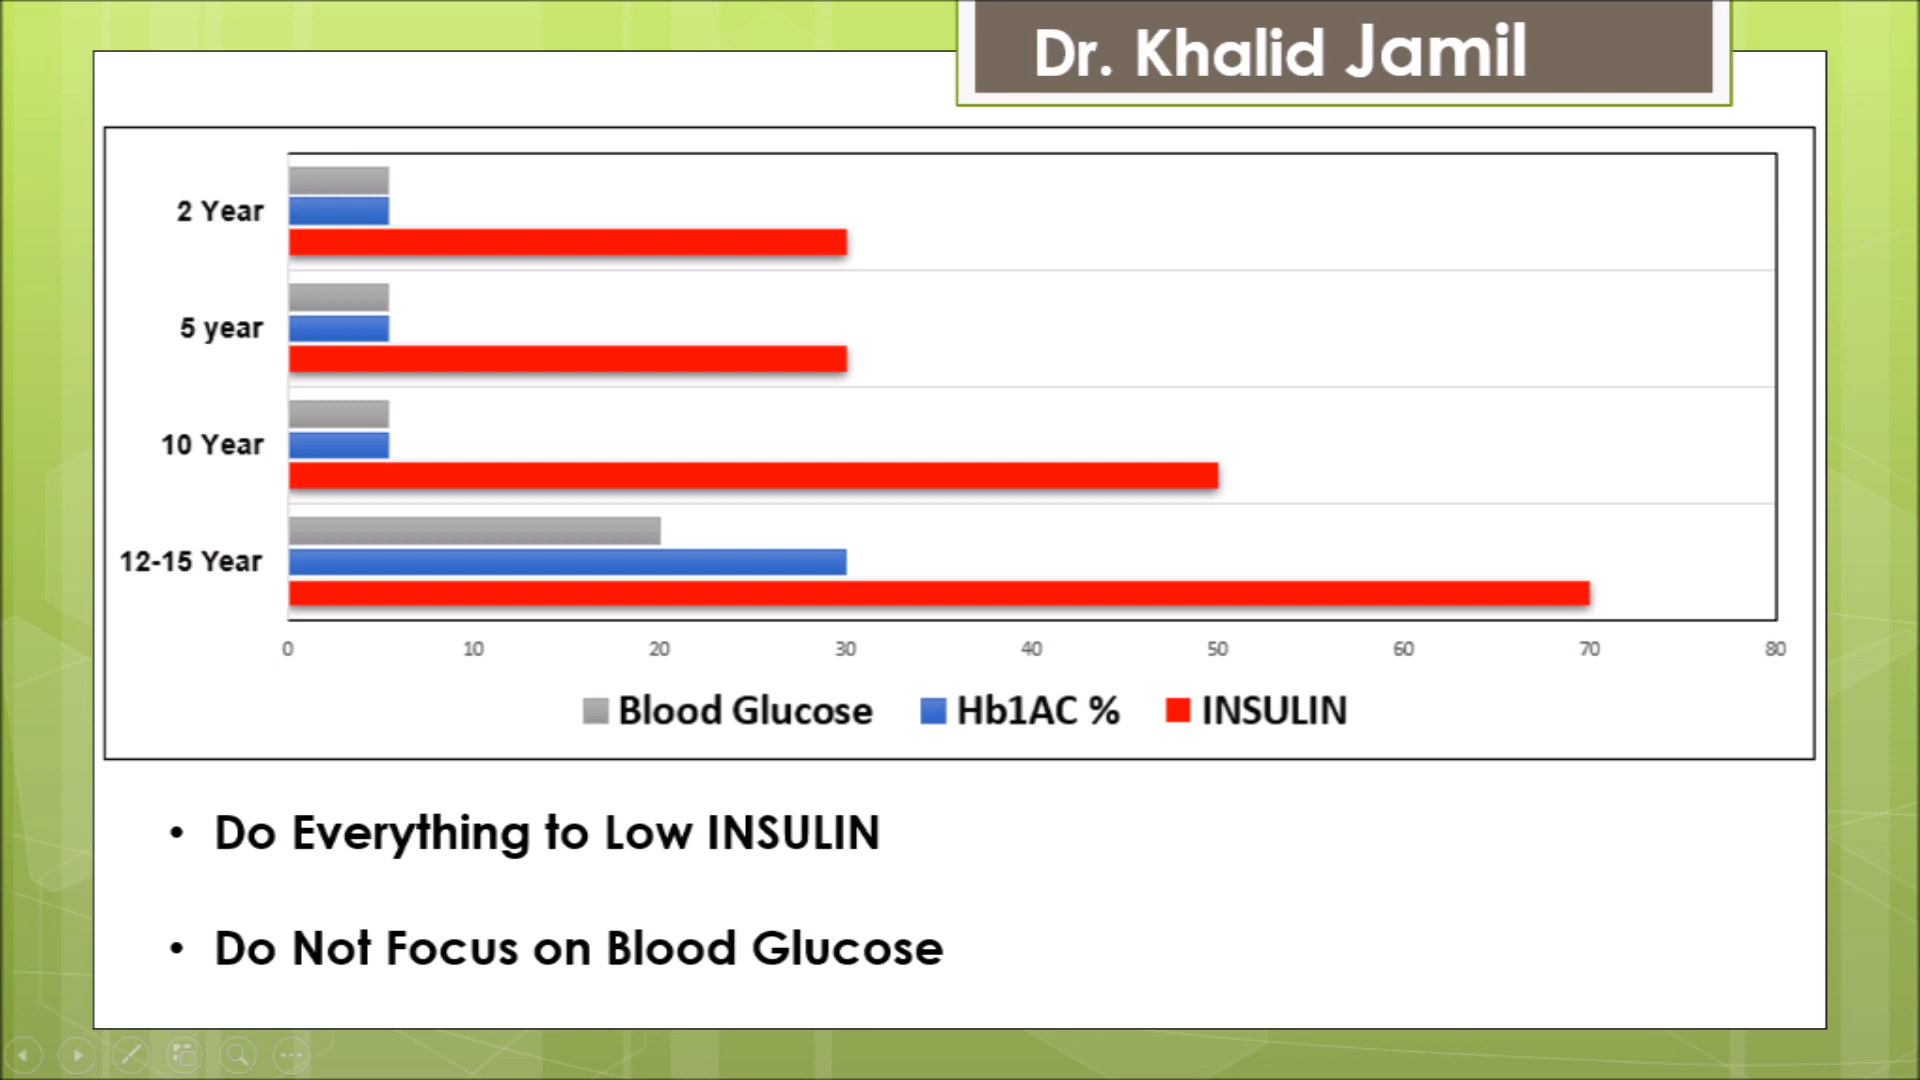 Dr. Khalid Jamil
2 Year
5 year
10 Year
12-15 Year
0 10 20 30 40 50 60 70 80
Blood Glucose Hb1AC % INSULIN
• Do Everything to Low INSULIN
• Do Not Focus on Blood Glucose